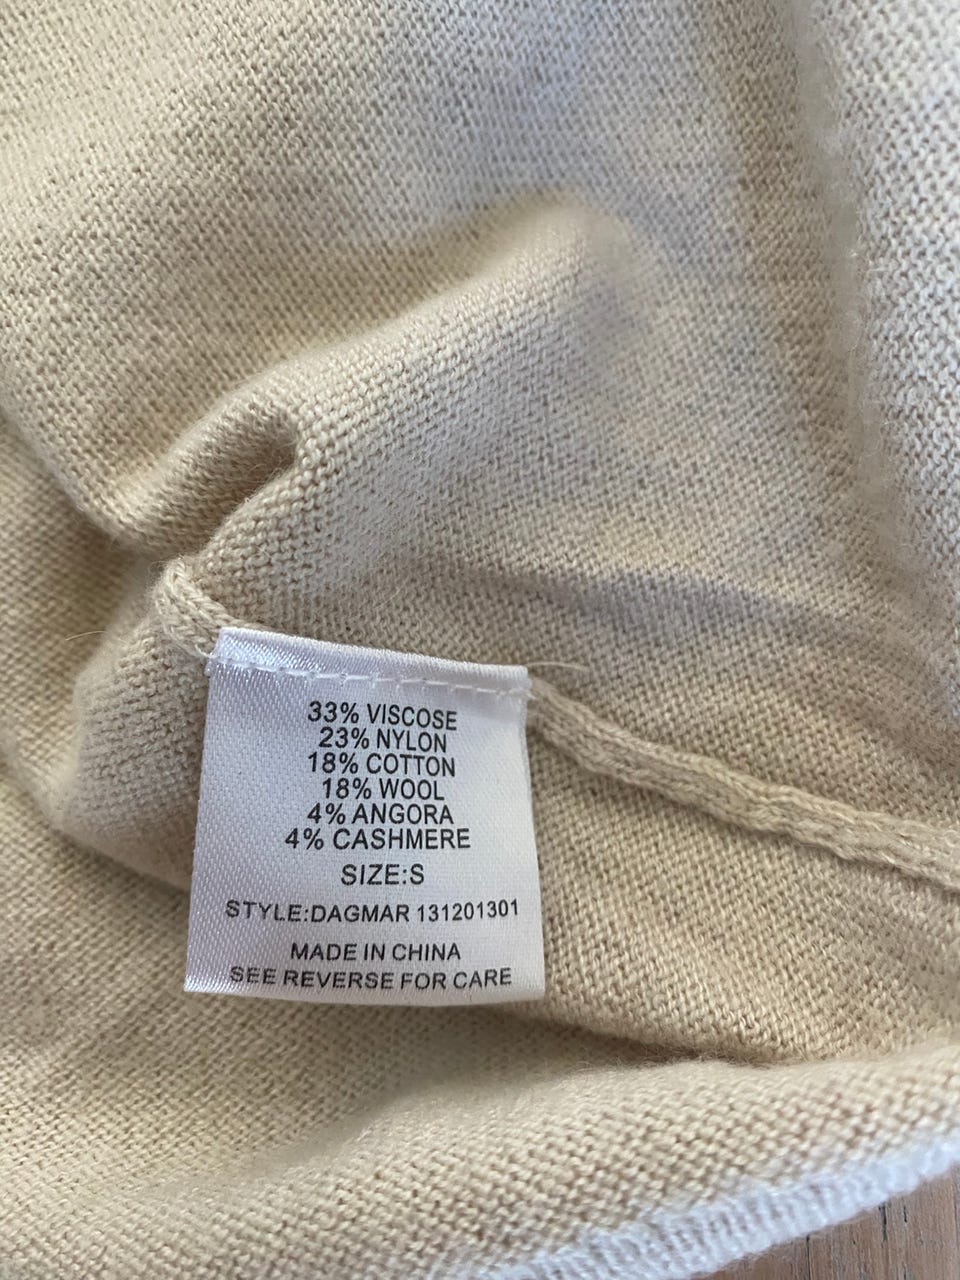 33% VISCOSE
23% NYLON
18% COTTON
18% WOOL
4% ANGORA
4% CASHMERE
SIZE:S
STYLE:DAGMAR 131201301
MADE IN CHINA
SEE REVERSE FOR CARE